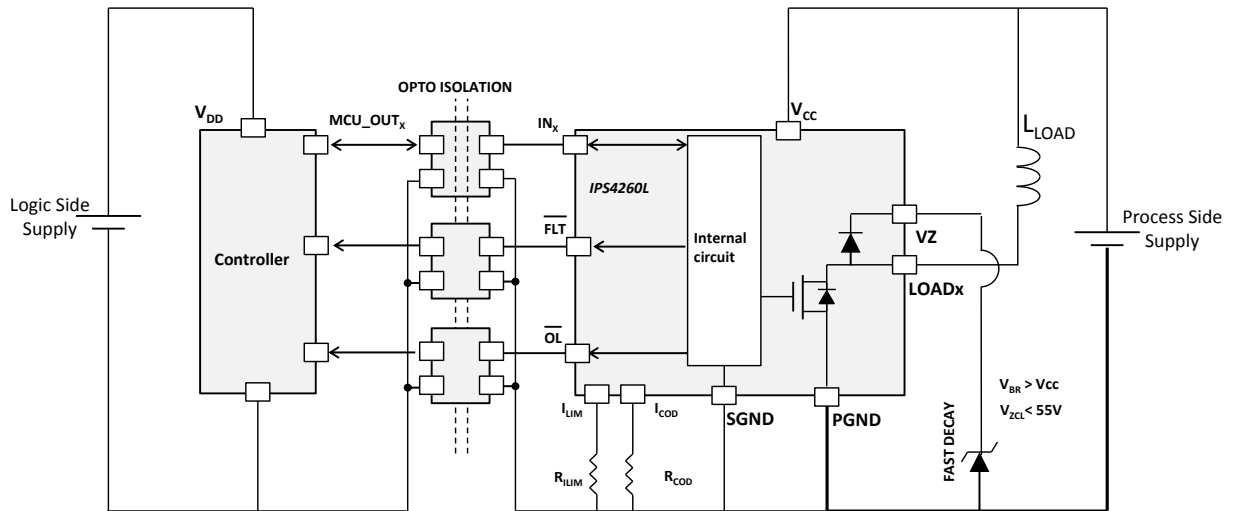 OPTO ISOLATION
V_DD
MCU_OUT_x
IN_x
V_CC
L_LOAD
IPS4260L
Logic Side
Supply
Controller
FLT
Internal
circuit
VZ
Process Side
Supply
LOADx
OL
I_LIM
I_COD
SGND
PGND
V_BR > Vcc
V_ZCL < 55V
FAST DECAY
R_ILIM
R_COD